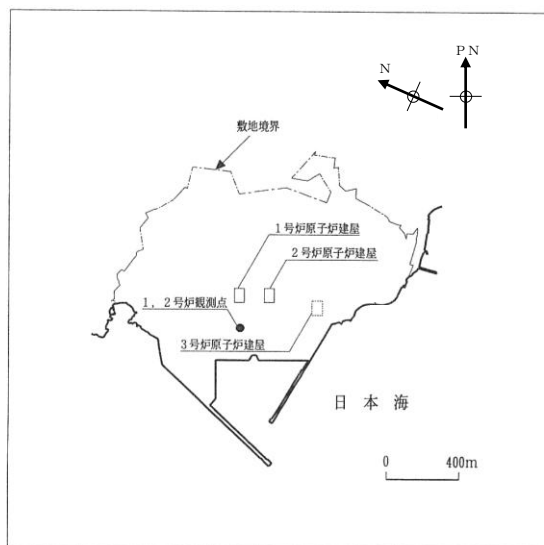 N
PN
敷地境界
1号炉原子炉建屋
2号炉原子炉建屋
1，2号炉観測点
3号炉原子炉建屋
日本海
0 400m